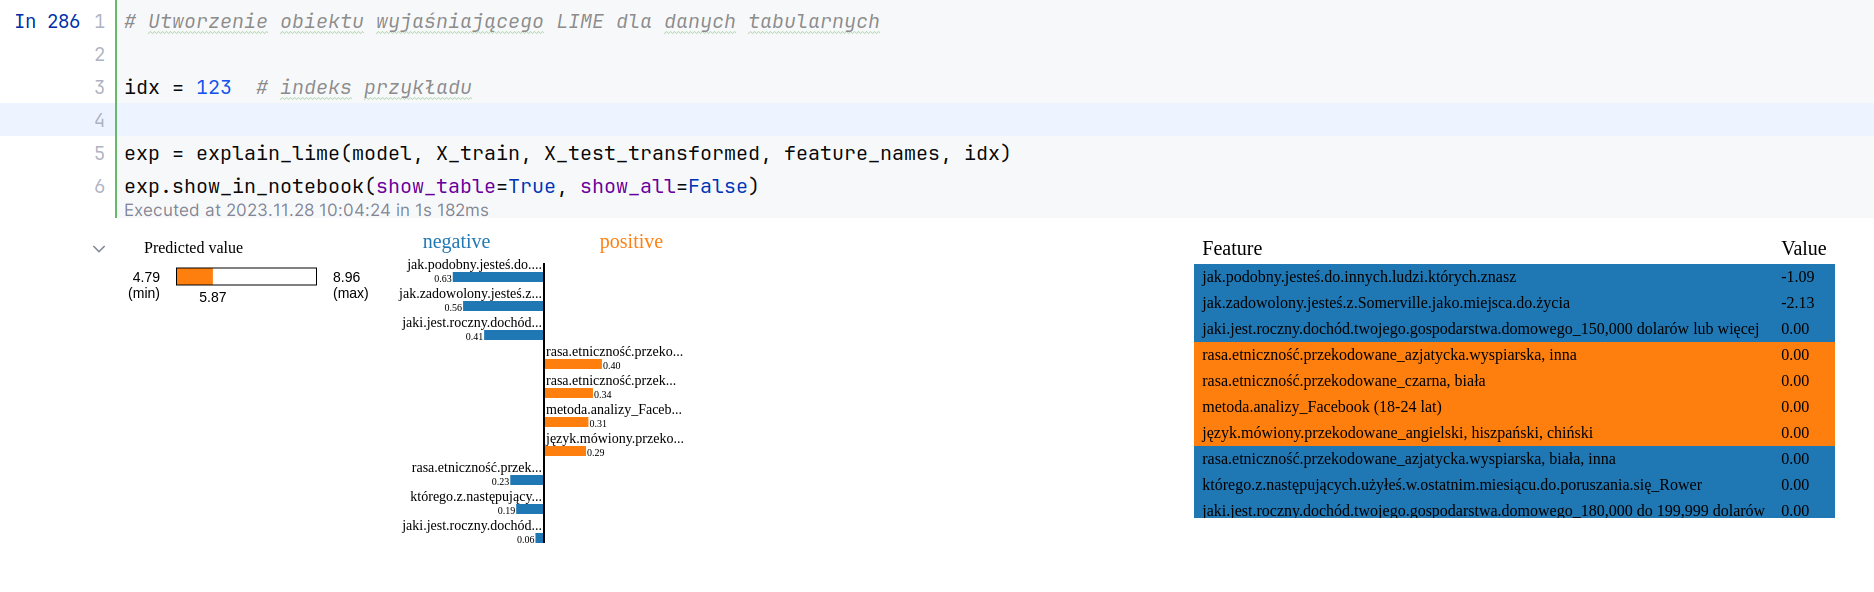 In 286
1 # Utworzenie obiektu wyjaśniającego LIME dla danych tabularnych
2
3 idx = 123  # indeks przykładu
4
5 exp = explain_lime(model, X_train, X_test_transformed, feature_names, idx)
6 exp.show_in_notebook(show_table=True, show_all=False)
Executed at 2023.11.28 10:04:24 in 1s 182ms
Predicted value
4.79 8.96
(min) (max)
5.87
negative positive
jak.podobny.jesteś.do....
0.63
jak.zadowolony.jesteś.z...
0.56
jaki.jest.roczny.dochód...
0.41
rasa.etniczność.przeko...
0.40
rasa.etniczność.przek...
0.34
metoda.analizy_Faceb...
0.31
język.mówiony.przeko...
0.29
rasa.etniczność.przek...
0.23
którego.z.następujący...
0.19
jaki.jest.roczny.dochód...
0.06
Feature Value
jak.podobny.jesteś.do.innych.ludzi.których.znasz -1.09
jak.zadowolony.jesteś.z.Somerville.jako.miejsca.do.życia -2.13
jaki.jest.roczny.dochód.twojego.gospodarstwa.domowego_150,000 dolarów lub więcej 0.00
rasa.etniczność.przekodowane_azjatycka.wyspiarska, inna 0.00
rasa.etniczność.przekodowane_czarna, biała 0.00
metoda.analizy_Facebook (18-24 lat) 0.00
język.mówiony.przekodowane_angielski, hiszpański, chiński 0.00
rasa.etniczność.przekodowane_azjatycka.wyspiarska, biała, inna 0.00
którego.z.następujących.użyłeś.w.ostatnim.miesiącu.do.poruszania.się_Rower 0.00
jaki.jest.roczny.dochód.twojego.gospodarstwa.domowego_180,000 do 199,999 dolarów 0.00